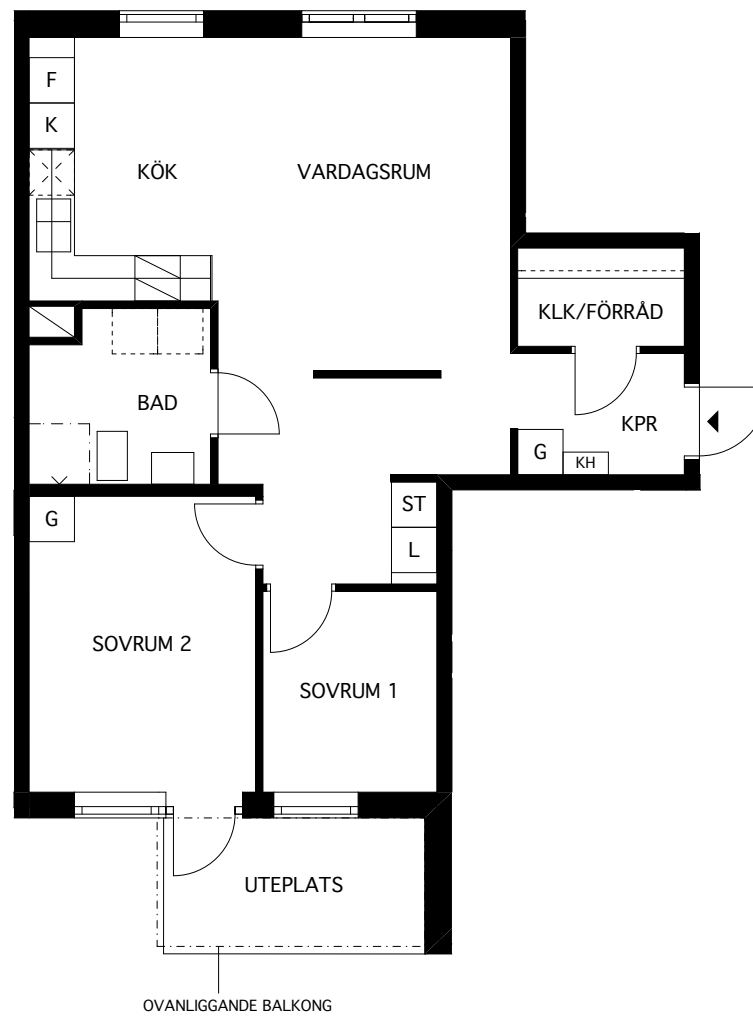 F
K
KÖK
VARDAGSRUM
KLK/FÖRRÅD
BAD
KPR
G
KH
ST
G
L
SOVRUM 2
SOVRUM 1
UTEPLATS
OVANLIGGANDE BALKONG